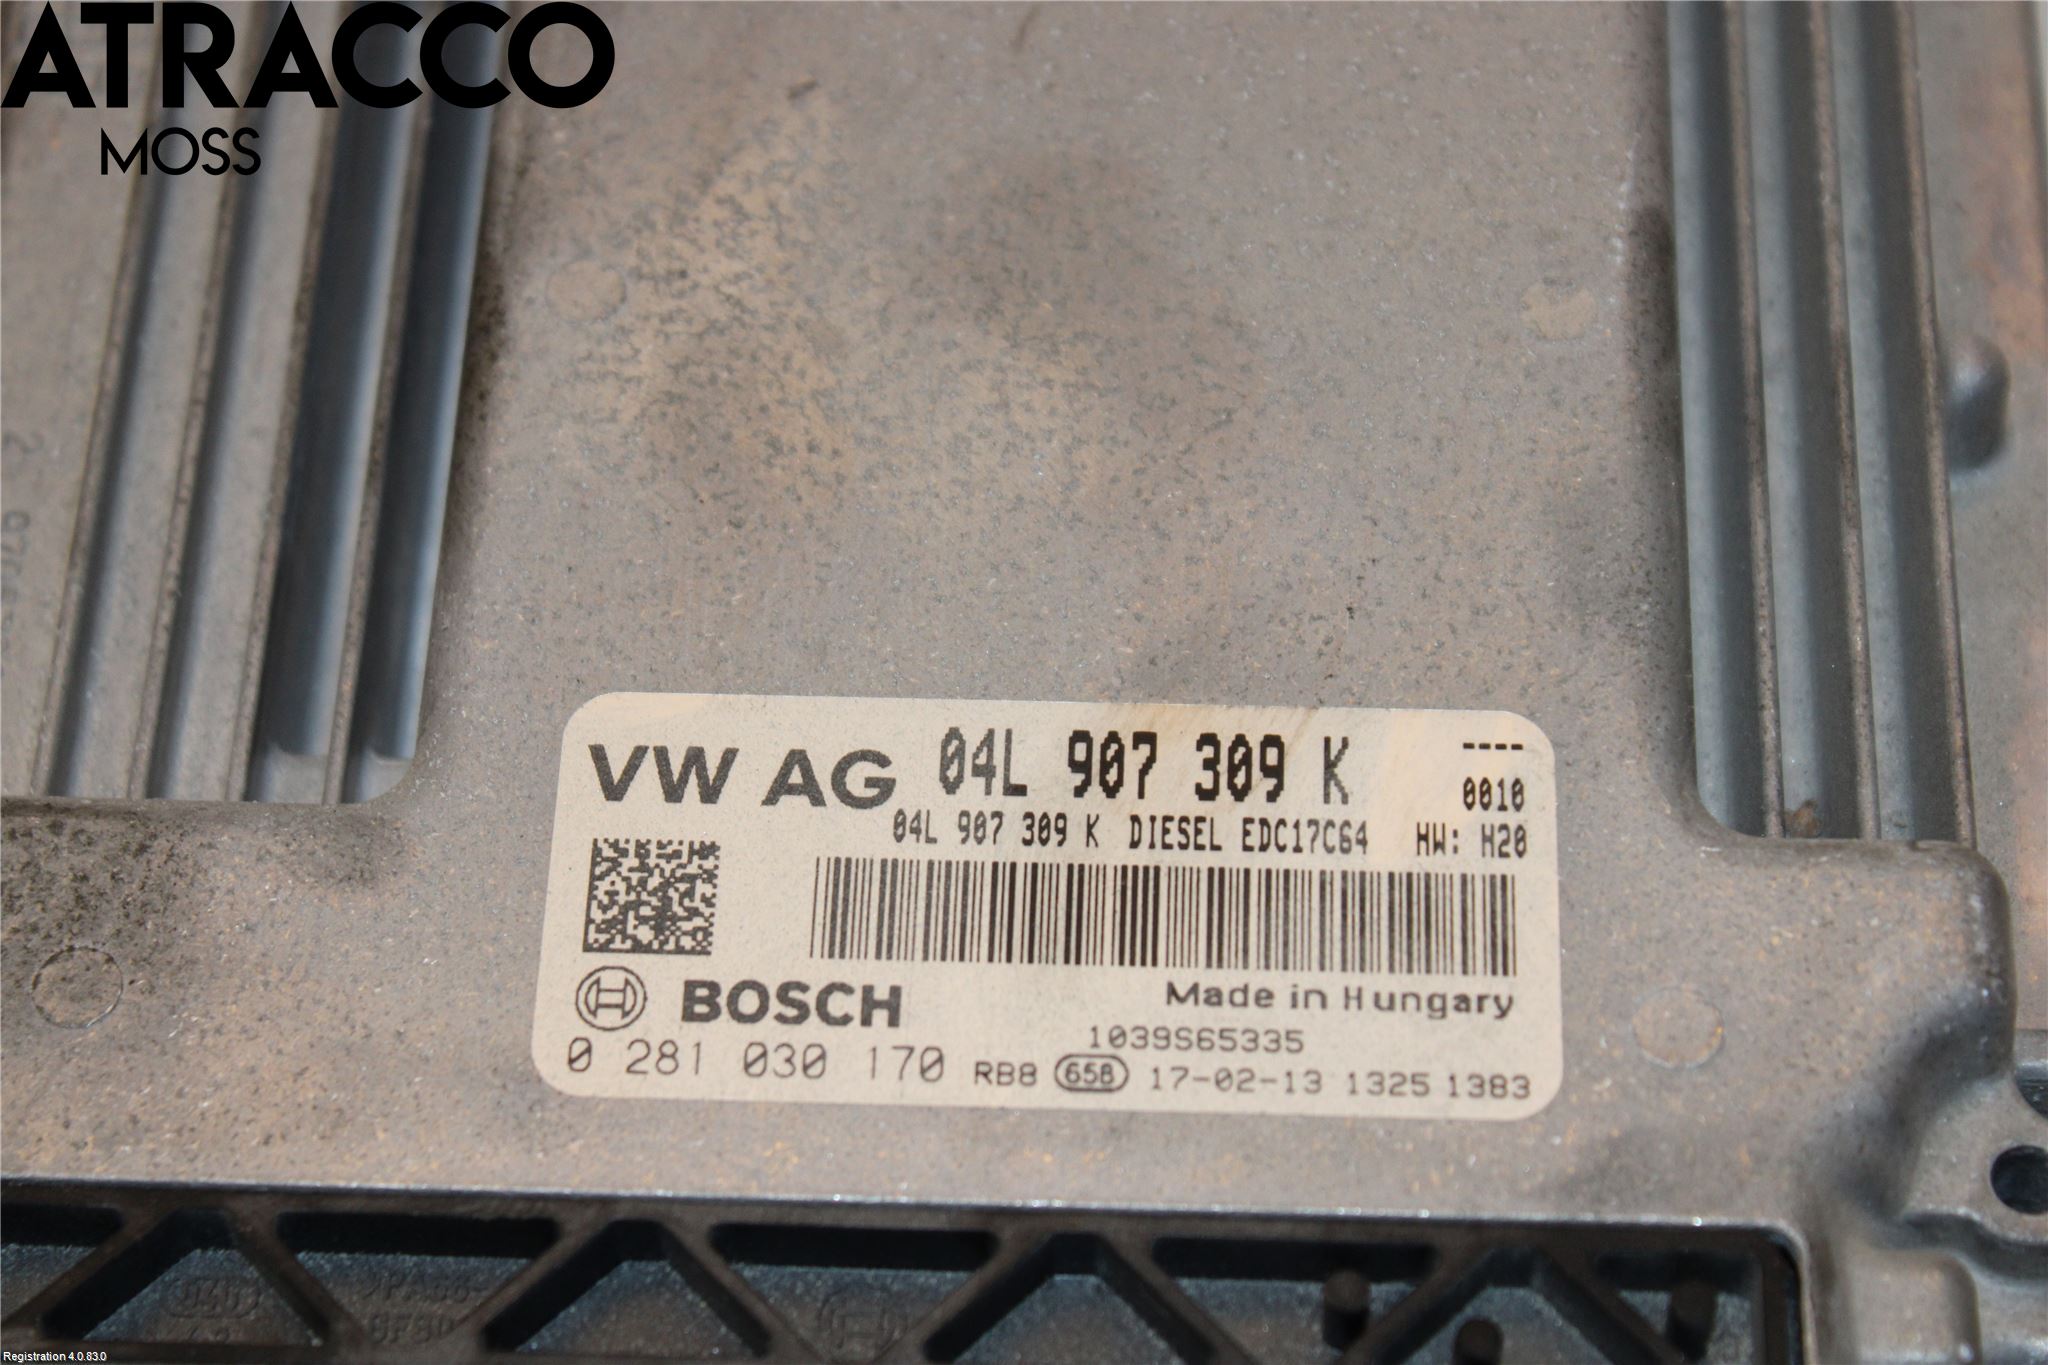 ATRACCO
MOSS
VW AG 04L 907 309 K ----
0010
04L 907 309 K DIESEL EDC17C64 HW: H20
BOSCH
Made in Hungary
1039S65335
0 281 030 170 RB8 658 17-02-13 1325 1383
Registration 4.0.83.0